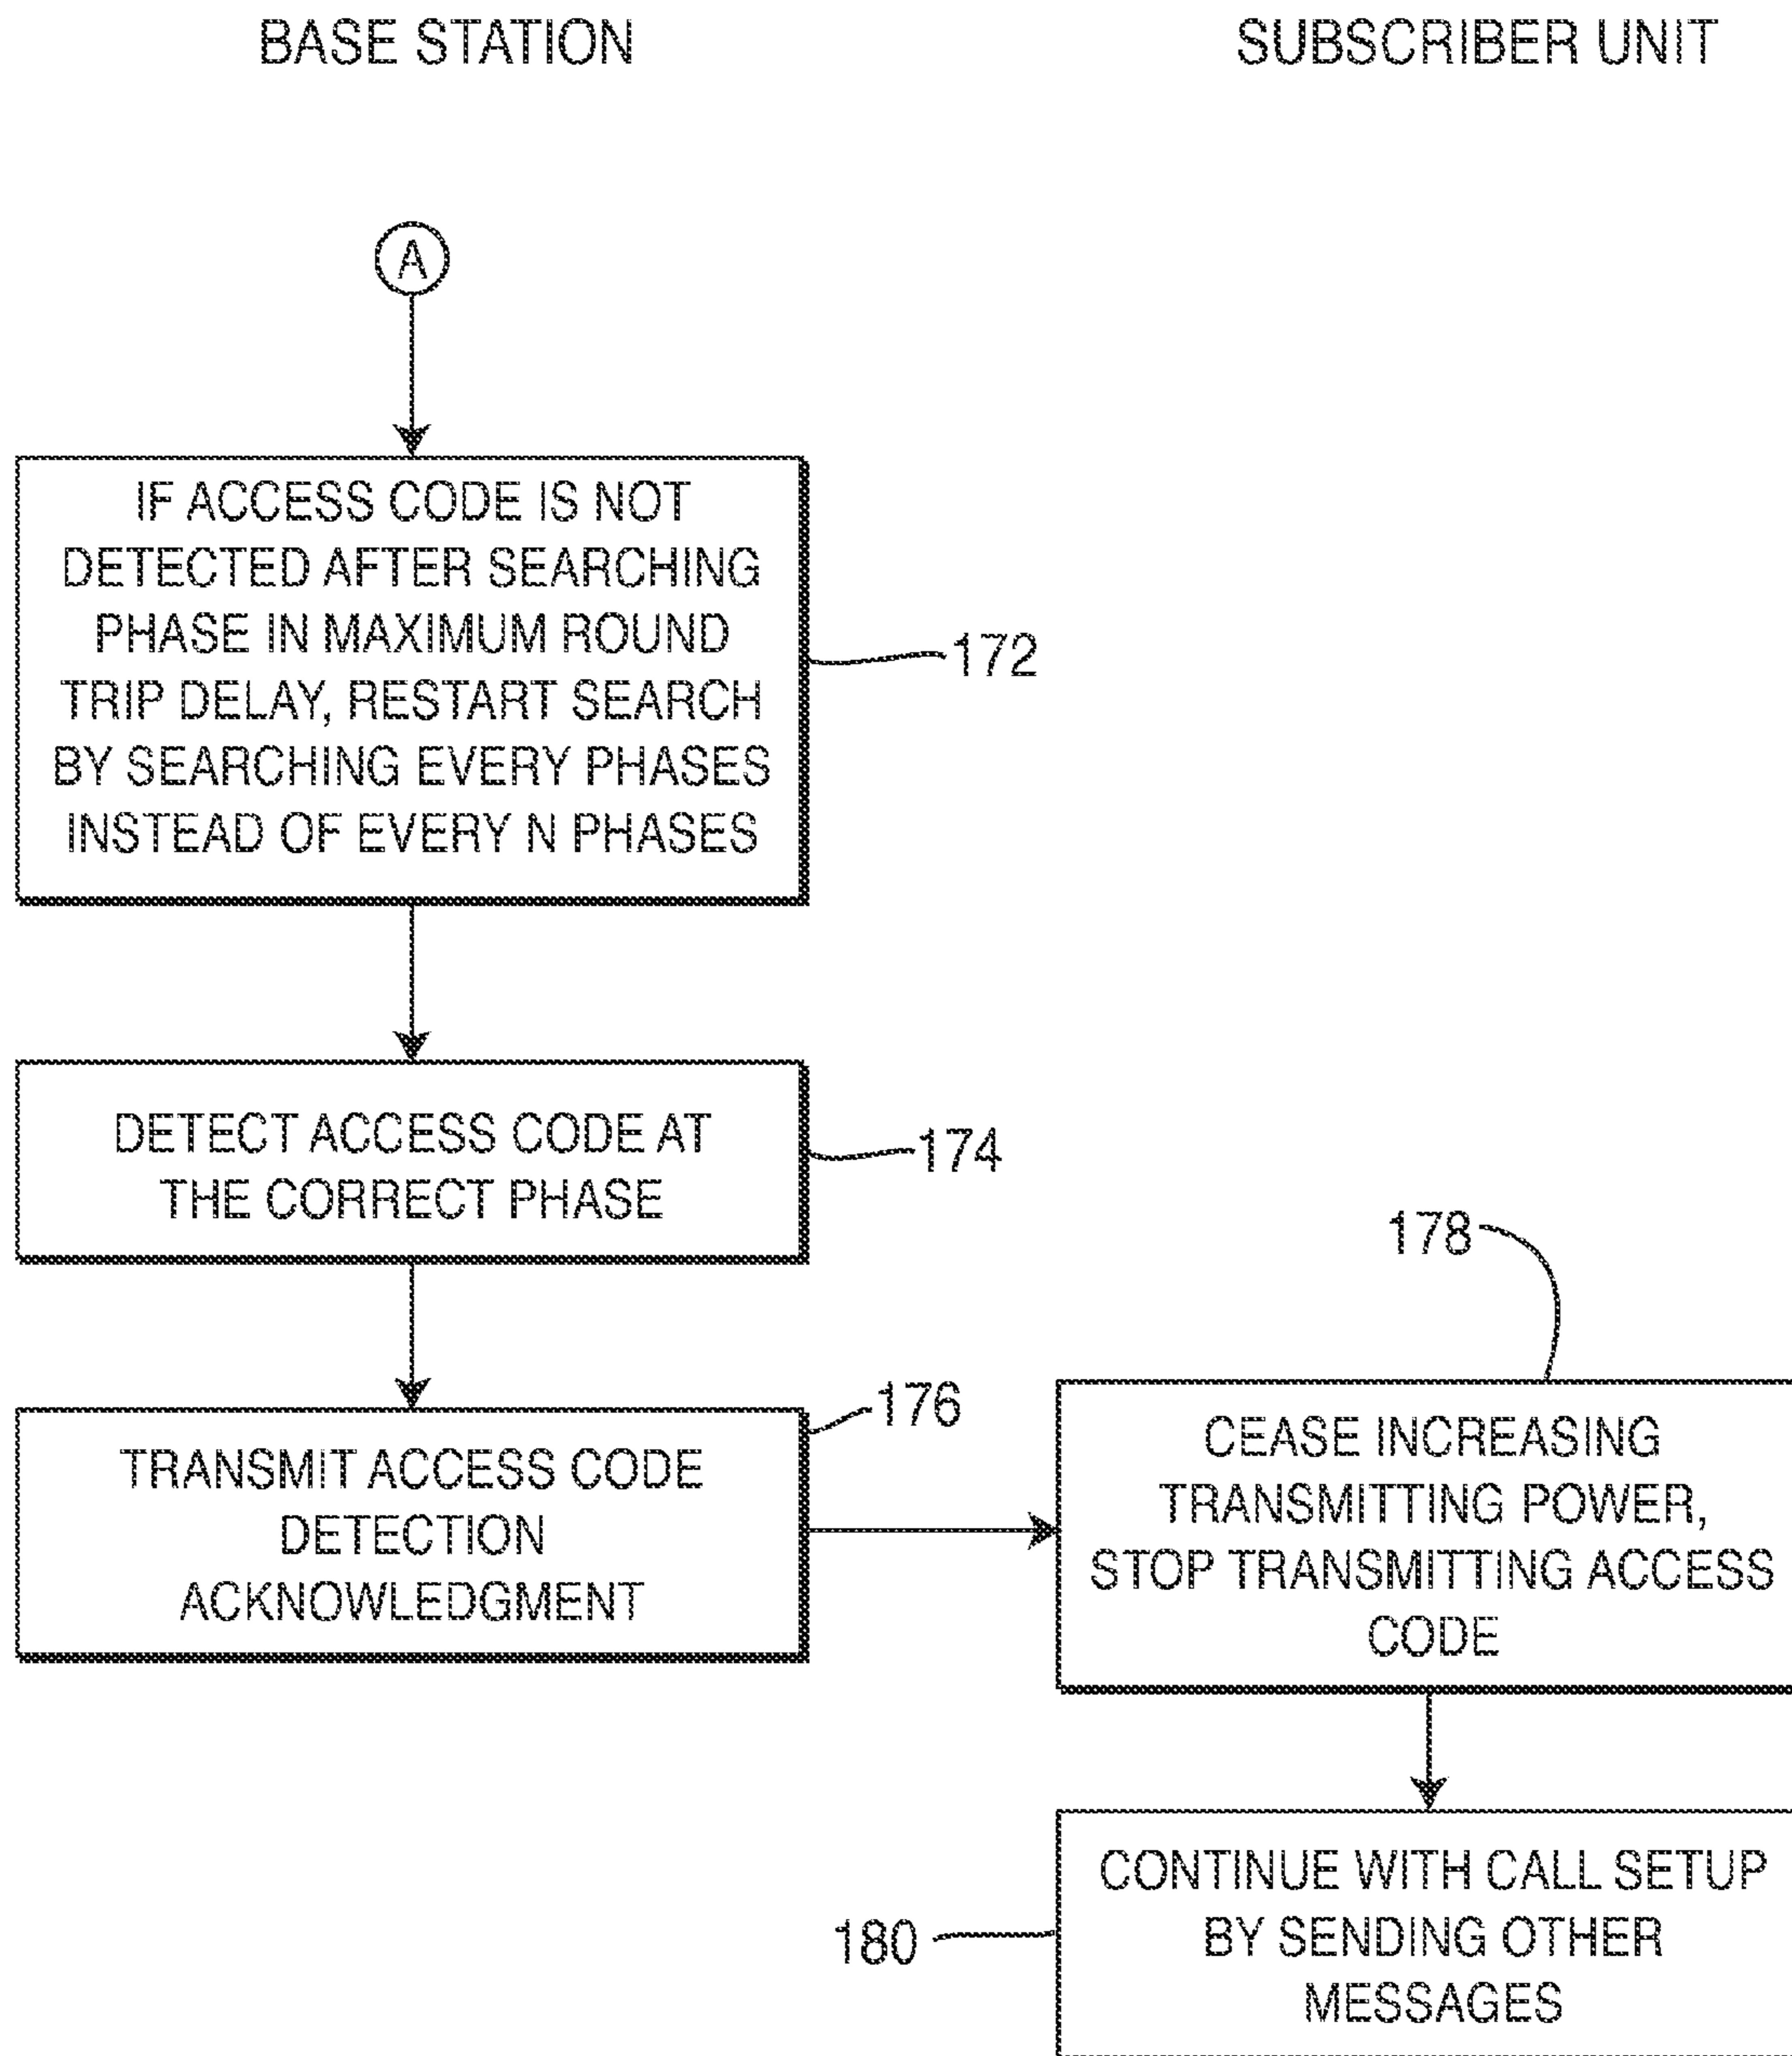 BASE STATION
SUBSCRIBER UNIT
A
IF ACCESS CODE IS NOT
DETECTED AFTER SEARCHING
PHASE IN MAXIMUM ROUND
TRIP DELAY, RESTART SEARCH
BY SEARCHING EVERY PHASES
INSTEAD OF EVERY N PHASES
172
DETECT ACCESS CODE AT
THE CORRECT PHASE
174
TRANSMIT ACCESS CODE
DETECTION
ACKNOWLEDGMENT
176
178
CEASE INCREASING
TRANSMITTING POWER,
STOP TRANSMITTING ACCESS
CODE
CONTINUE WITH CALL SETUP
BY SENDING OTHER
MESSAGES
180